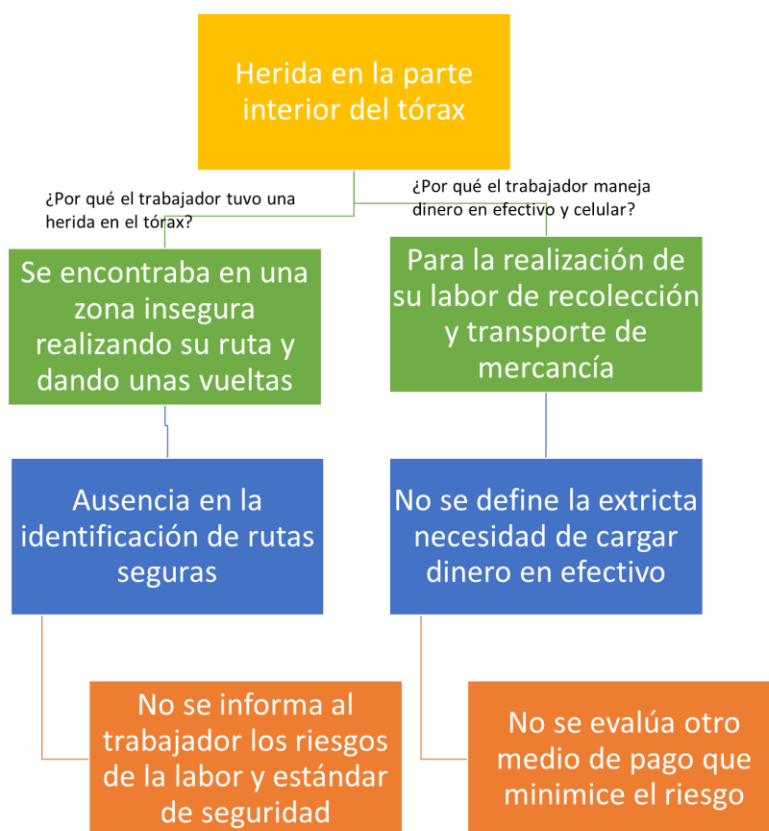 Herida en la parte
interior del tórax
¿Por qué el trabajador tuvo una
herida en el tórax?
¿Por qué el trabajador maneja
dinero en efectivo y celular?
Se encontraba en una
zona insegura
realizando su ruta y
dando unas vueltas
Para la realización de
su labor de recolección
y transporte de
mercancía
Ausencia en la
identificación de rutas
seguras
No se define la extricta
necesidad de cargar
dinero en efectivo
No se informa al
trabajador los riesgos
de la labor y estándar
de seguridad
No se evalúa otro
medio de pago que
minimice el riesgo